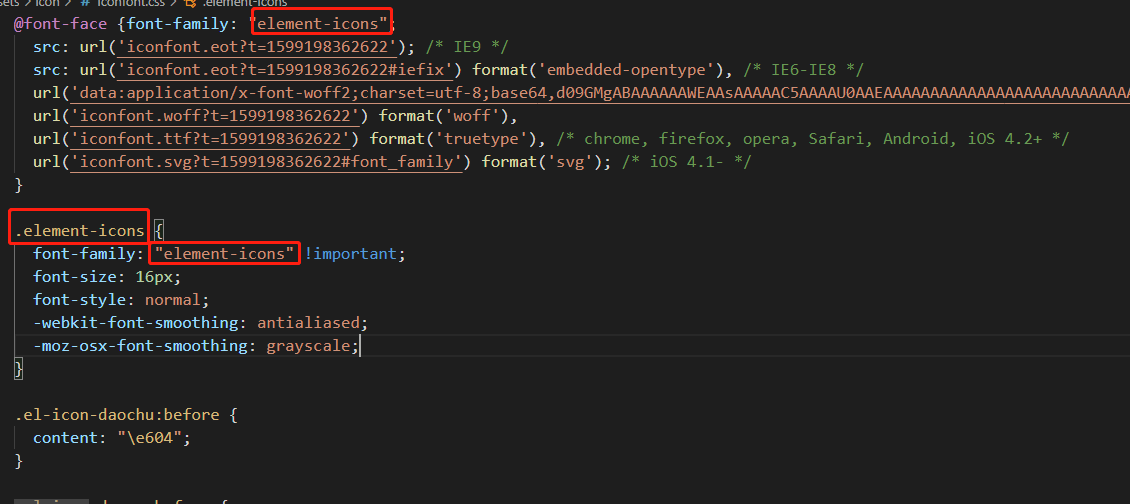 sets > icon > # iconfont.css > .element-icons
@font-face {font-family: "element-icons";
src: url('iconfont.eot?t=1599198362622'); /* IE9 */
src: url('iconfont.eot?t=1599198362622#iefix') format('embedded-opentype'), /* IE6-IE8 */
url('data:application/x-font-woff2;charset=utf-8;base64,d09GMgABAAAAAAWEAAsAAAAAC5AAAAU0AAEAAAAAAAAAAAAAAAAAAAAAAAAAAA
url('iconfont.woff?t=1599198362622') format('woff'),
url('iconfont.ttf?t=1599198362622') format('truetype'), /* chrome, firefox, opera, Safari, Android, iOS 4.2+ */
url('iconfont.svg?t=1599198362622#font_family') format('svg'); /* iOS 4.1- */
}
.element-icons {
font-family: "element-icons" !important;
font-size: 16px;
font-style: normal;
-webkit-font-smoothing: antialiased;
-moz-osx-font-smoothing: grayscale;
}
.el-icon-daochu:before {
content: "\e604";
}